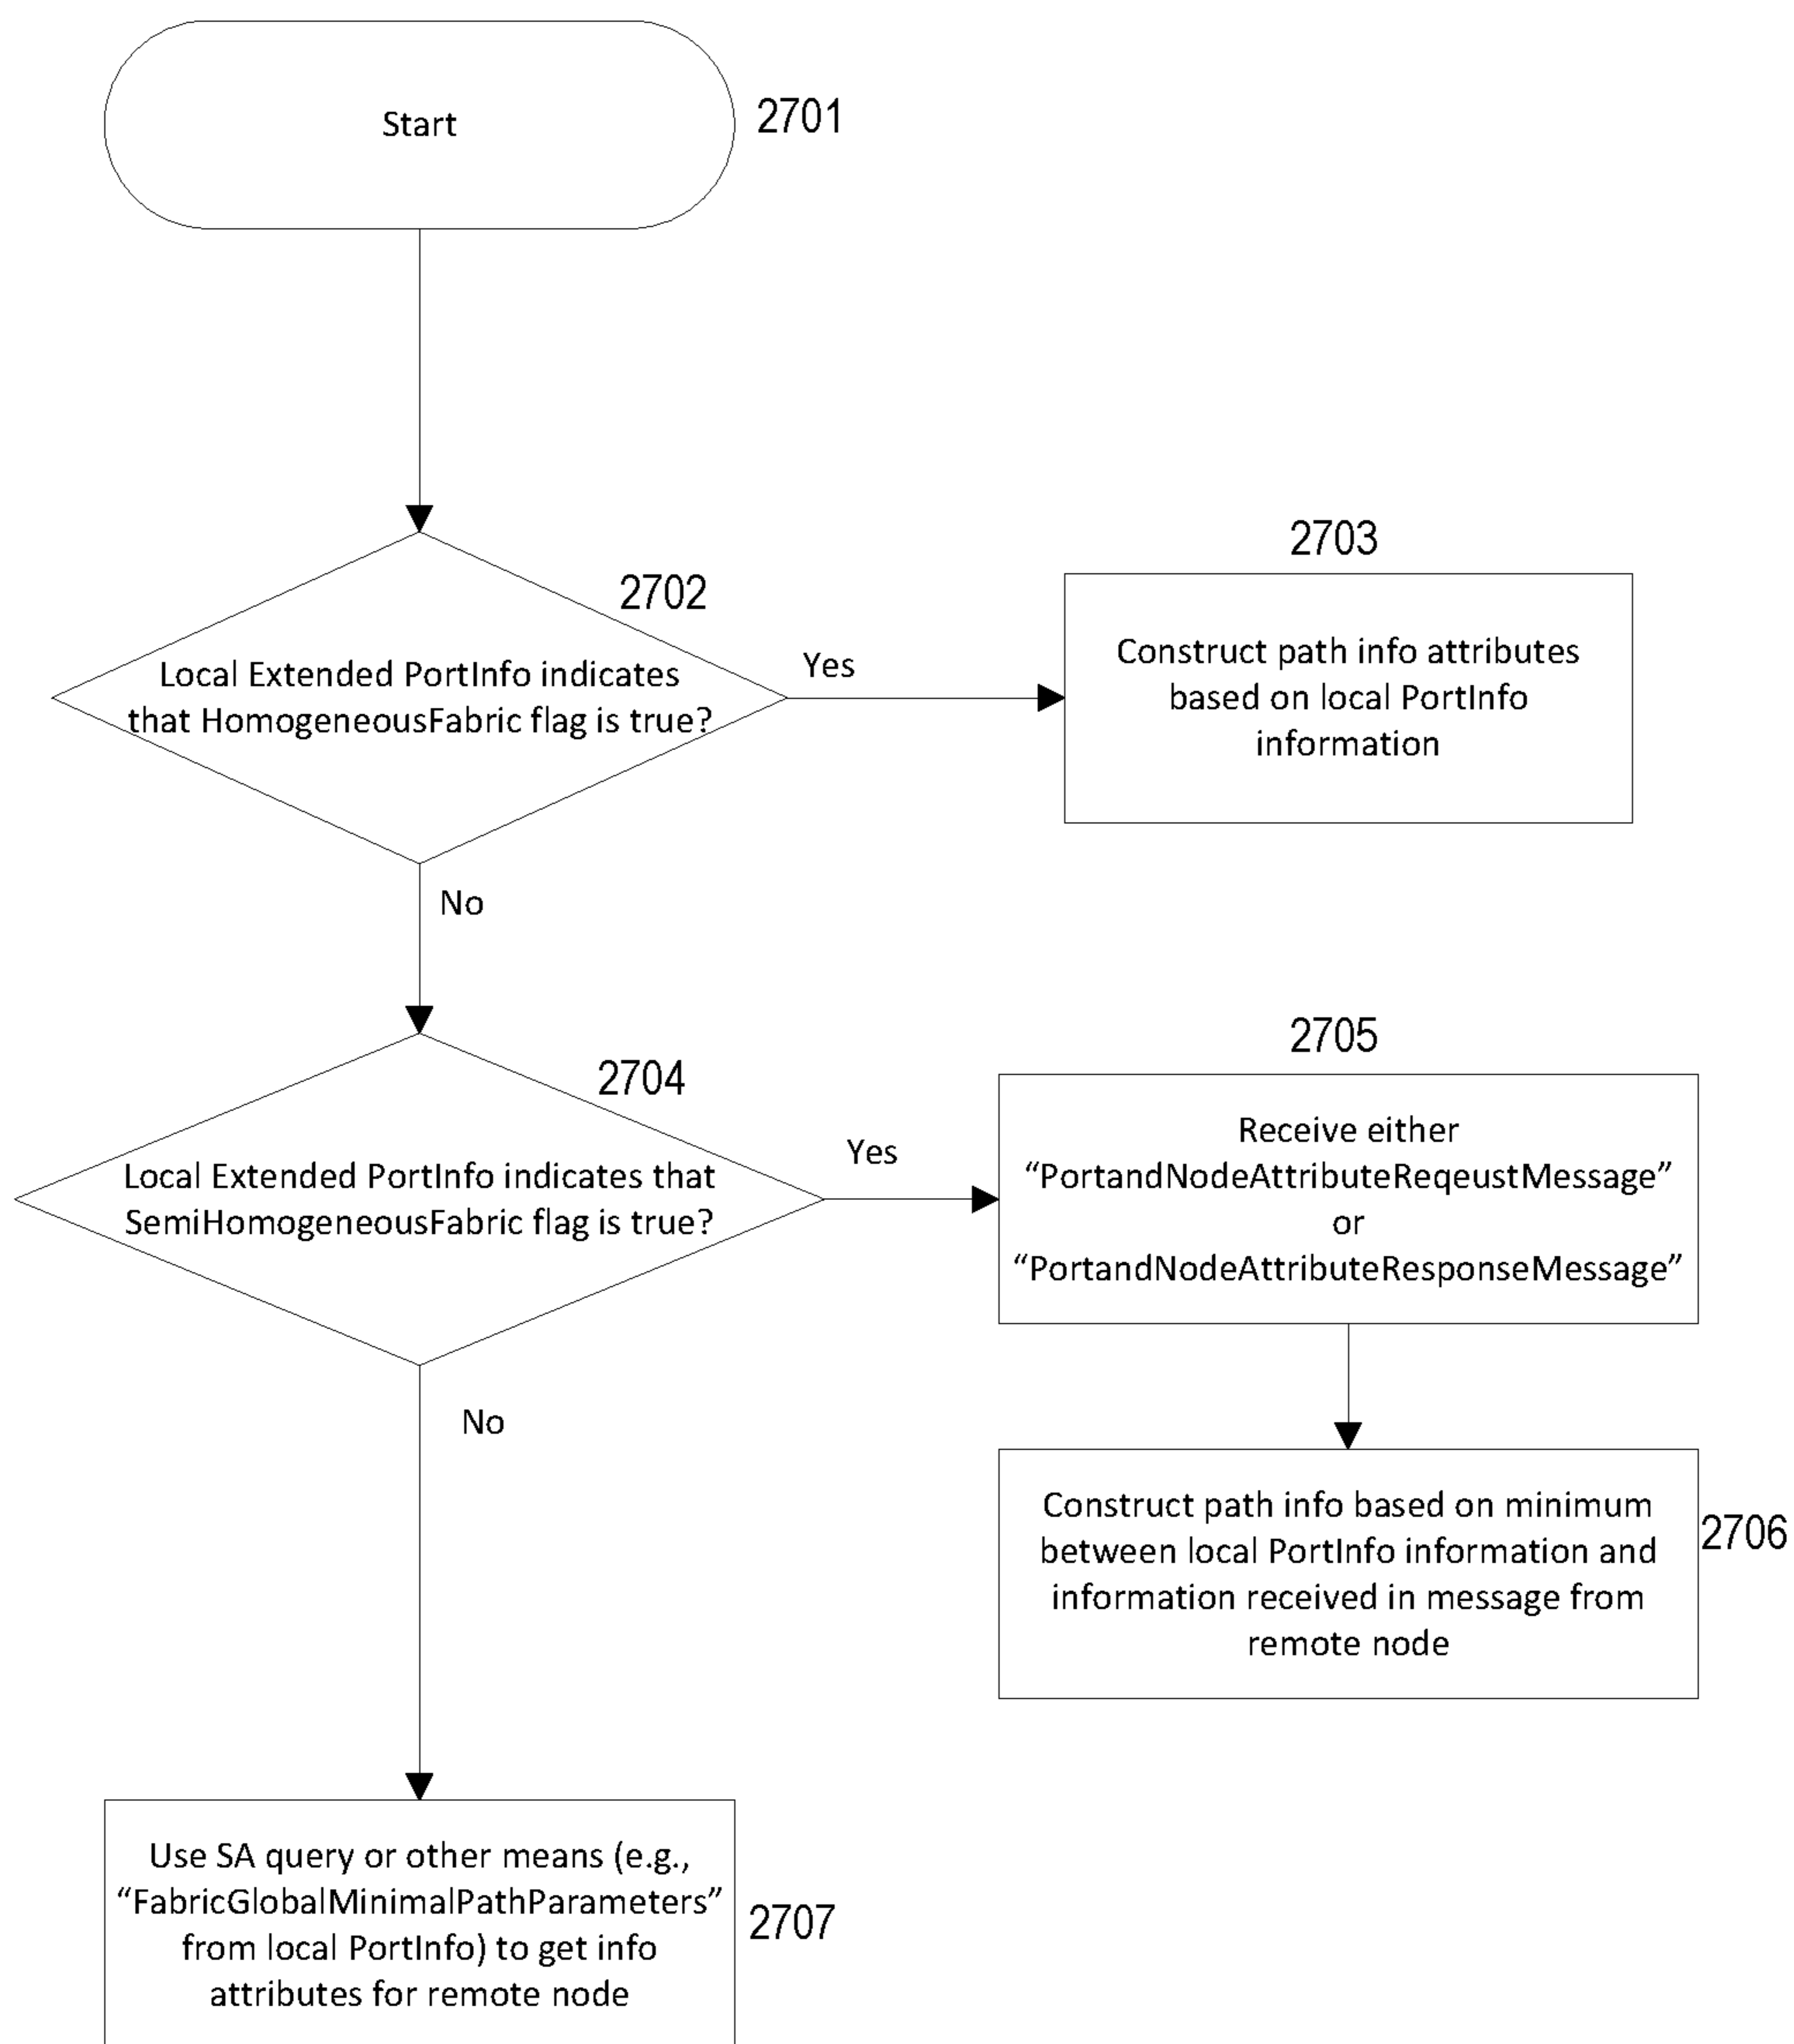 Start
2701
2702
Local Extended PortInfo indicates
that HomogeneousFabric flag is true?
Yes
2703
Construct path info attributes
based on local PortInfo
information
No
2704
Local Extended PortInfo indicates that
SemiHomogeneousFabric flag is true?
Yes
2705
Receive either
“PortandNodeAttributeReqeustMessage”
or
“PortandNodeAttributeResponseMessage”
No
Construct path info based on minimum
between local PortInfo information and
information received in message from
remote node
2706
Use SA query or other means (e.g.,
“FabricGlobalMinimalPathParameters”
from local PortInfo) to get info
attributes for remote node
2707